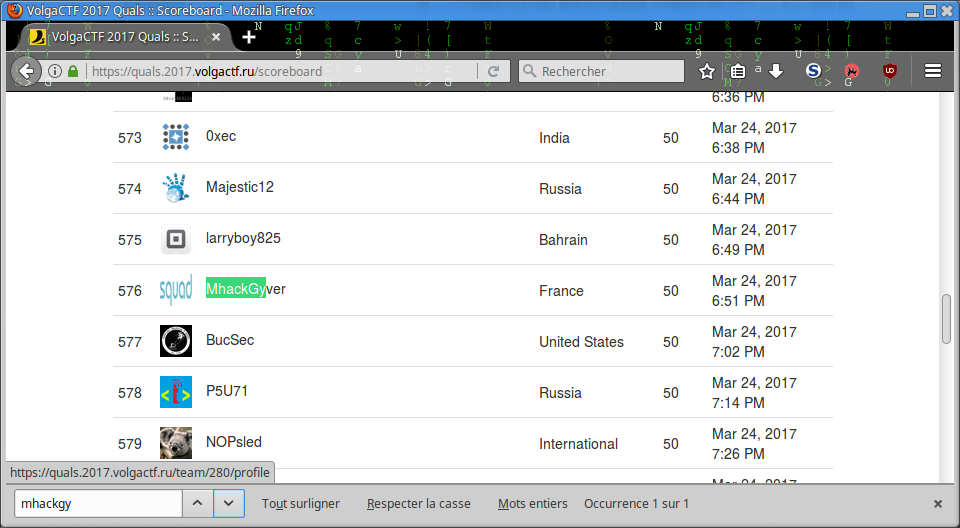 VolgaCTF 2017 Quals :: Scoreboard - Mozilla Firefox
VolgaCTF 2017 Quals :: S...
https://quals.2017.volgactf.ru/scoreboard
Rechercher
6:36 PM
573 0xec India 50 Mar 24, 2017
6:38 PM
574 Majestic12 Russia 50 Mar 24, 2017
6:44 PM
575 larryboy825 Bahrain 50 Mar 24, 2017
6:49 PM
576 squad MhackGyver France 50 Mar 24, 2017
6:51 PM
577 BucSec United States 50 Mar 24, 2017
7:02 PM
578 P5U71 Russia 50 Mar 24, 2017
7:14 PM
579 NOPsled International 50 Mar 24, 2017
7:26 PM
https://quals.2017.volgactf.ru/team/280/profile
mhackgy Tout surligner Respecter la casse Mots entiers Occurrence 1 sur 1